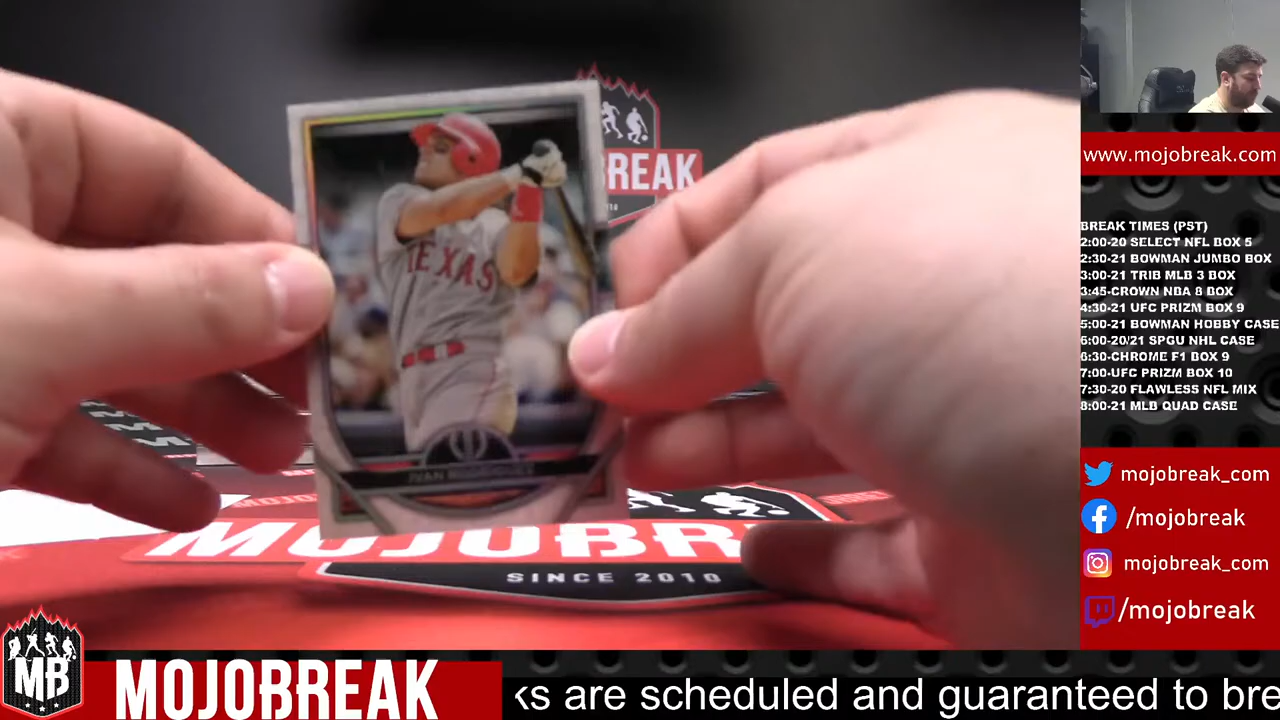 BREAK
TEXAS
IVAN RODRIGUEZ
MOJOBR
SINCE 2010
www.mojobreak.com
BREAK TIMES (PST)
2:00-20 SELECT NFL BOX 5
2:30-21 BOWMAN JUMBO BOX
3:00-21 TRIB MLB 3 BOX
3:45-CROWN NBA 8 BOX
4:30-21 UFC PRIZM BOX 9
5:00-21 BOWMAN HOBBY CASE
6:00-20/21 SPGU NHL CASE
6:30-CHROME F1 BOX 9
7:00-UFC PRIZM BOX 10
7:30-20 FLAWLESS NFL MIX
8:00-21 MLB QUAD CASE
mojobreak_com
/mojobreak
mojobreak_com
/mojobreak
MB
MOJOBREAK
ks are scheduled and guaranteed to bre